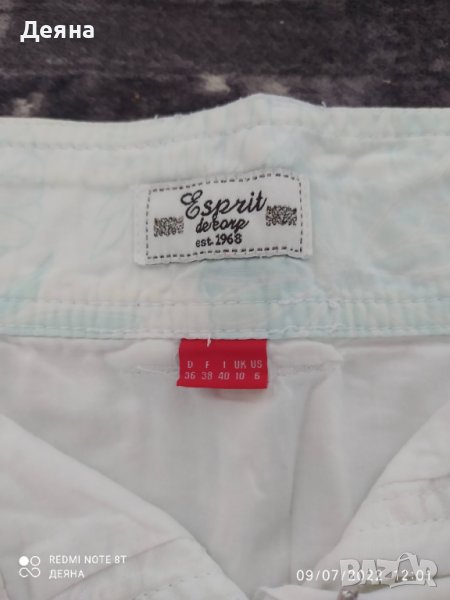 Деяна
Esprit
de corp
est. 1968
D F I UK US
36 38 40 10 6
REDMI NOTE 8T
ДЕЯНА
09/07/2022 12:01
BAZAR